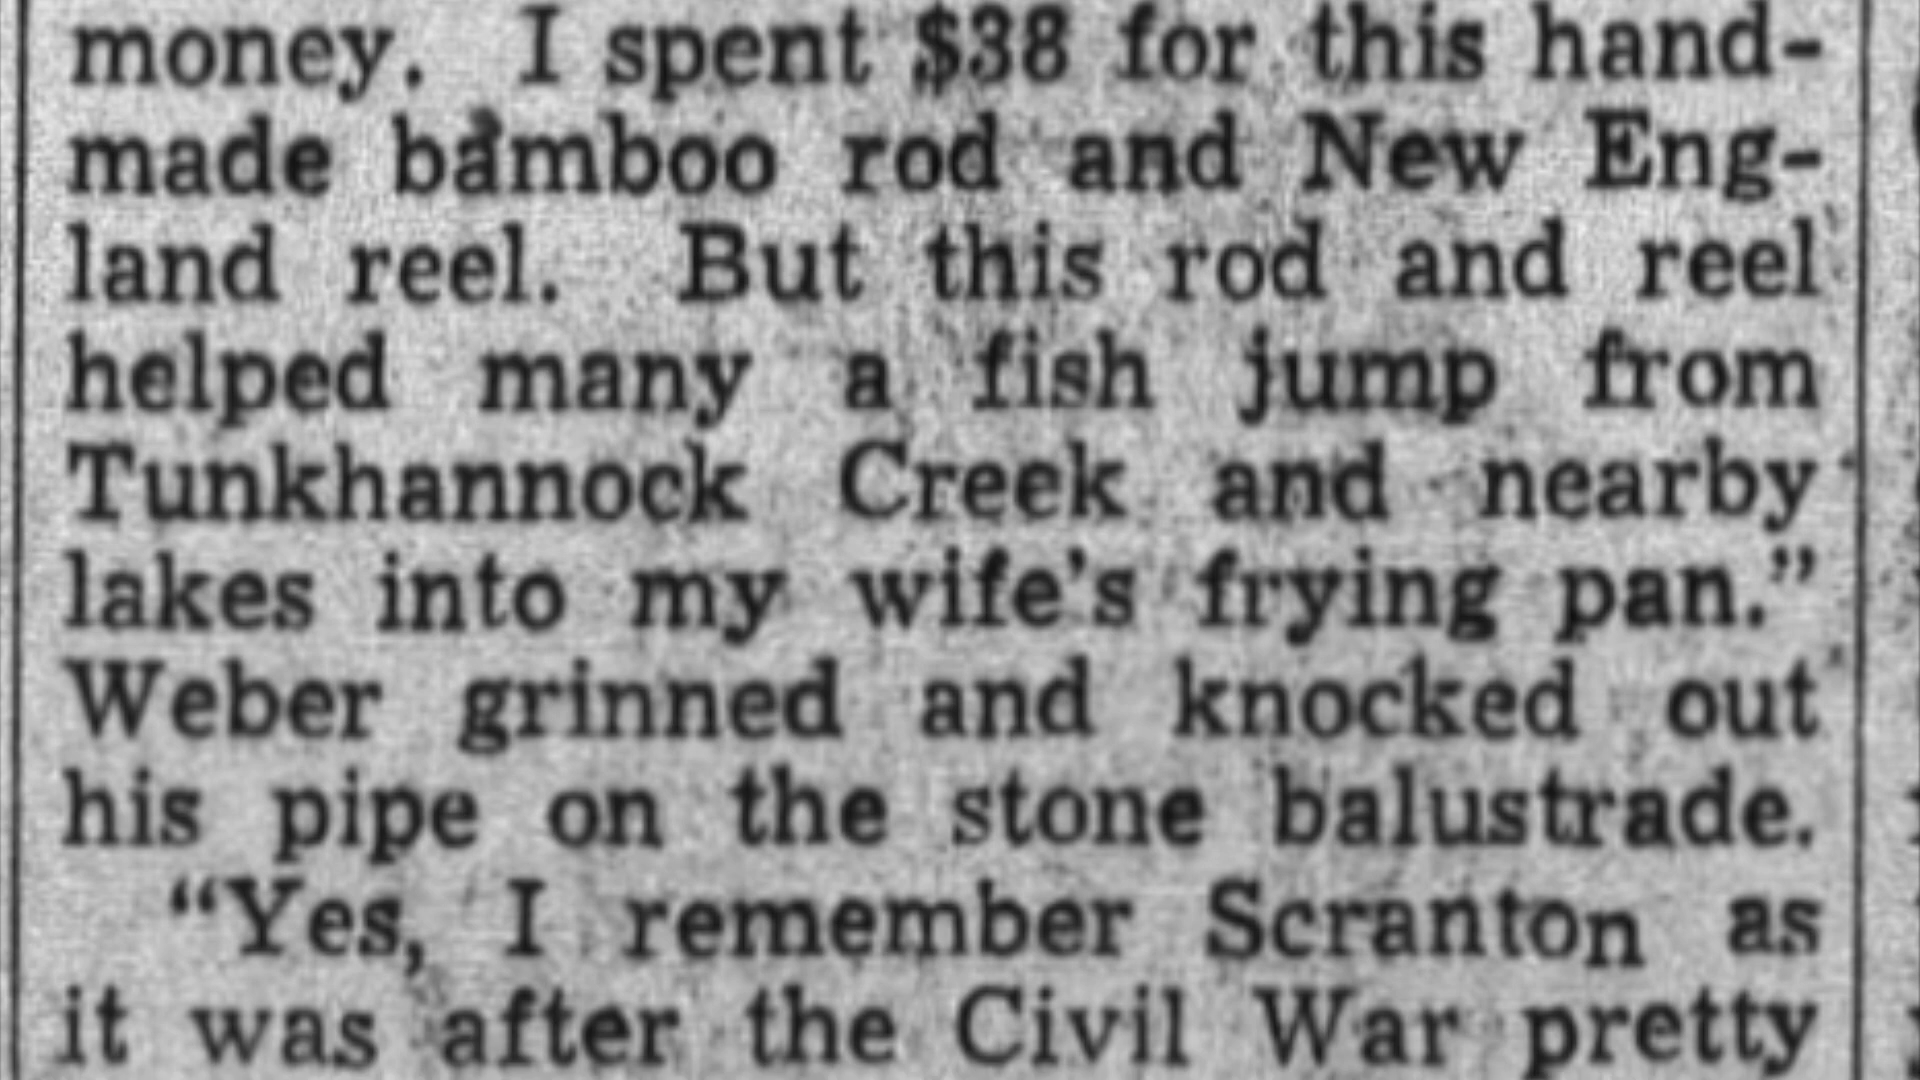 money. I spent $38 for this hand-
made bamboo rod and New Eng-
land reel. But this rod and reel
helped many a fish jump from
Tunkhannock Creek and nearby
lakes into my wife's frying pan."
Weber grinned and knocked out
his pipe on the stone balustrade.
"Yes, I remember Scranton as
it was after the Civil War pretty